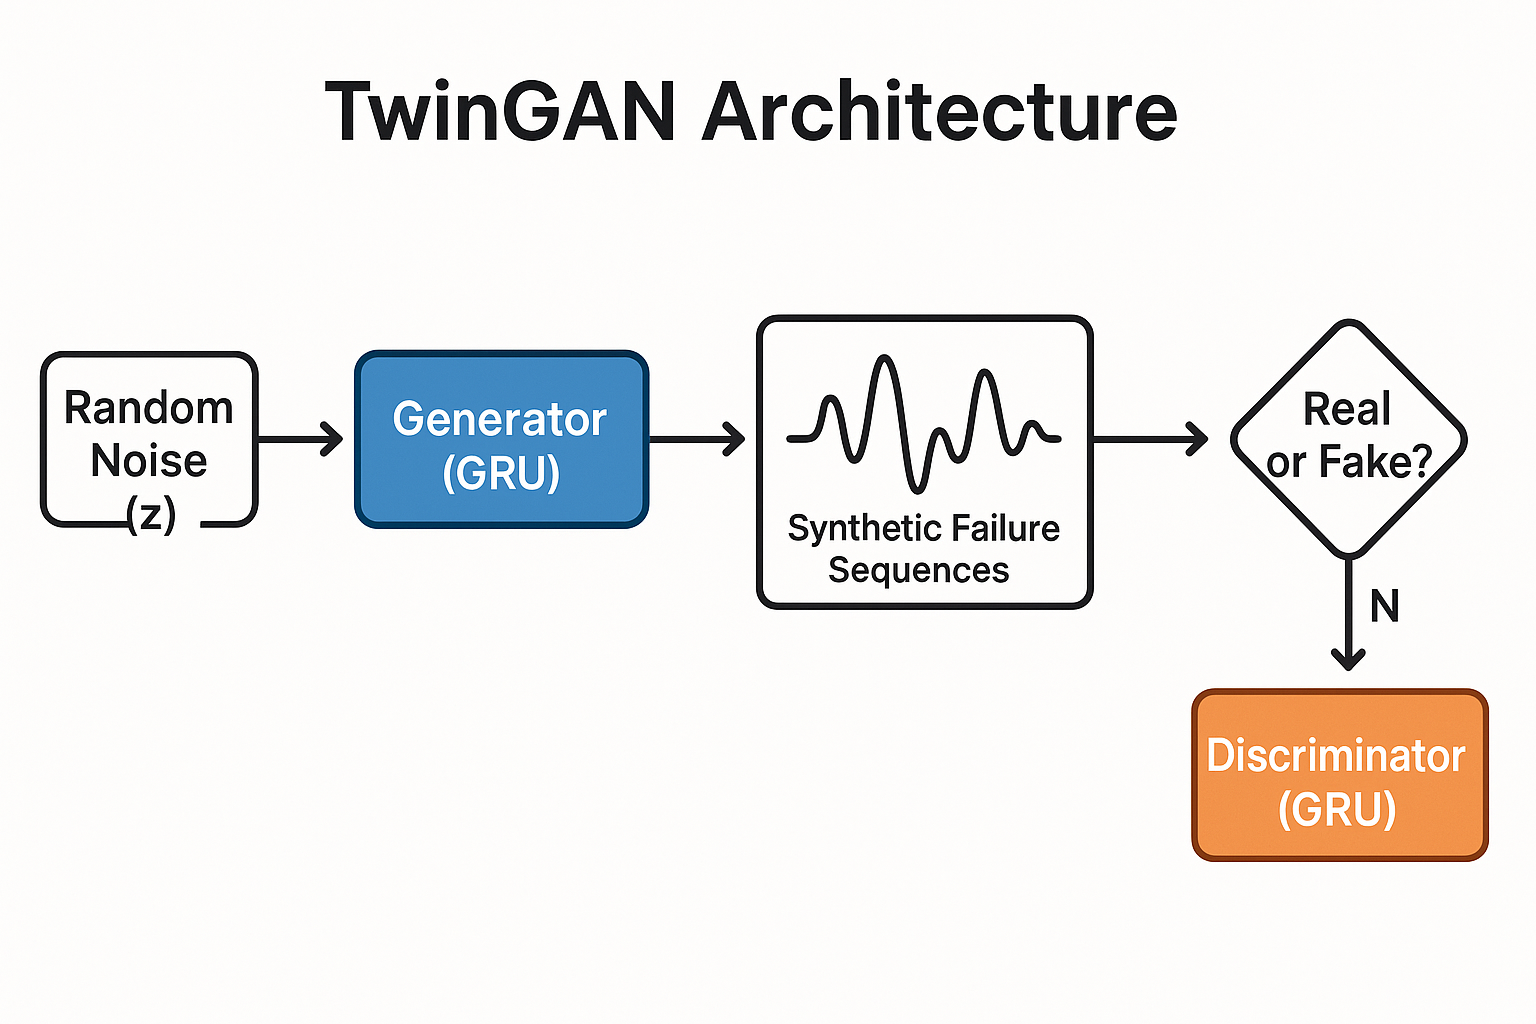 TwinGAN Architecture
Random
Noise
(z)
Generator
(GRU)
Synthetic Failure
Sequences
Real
or Fake?
N
Discriminator
(GRU)